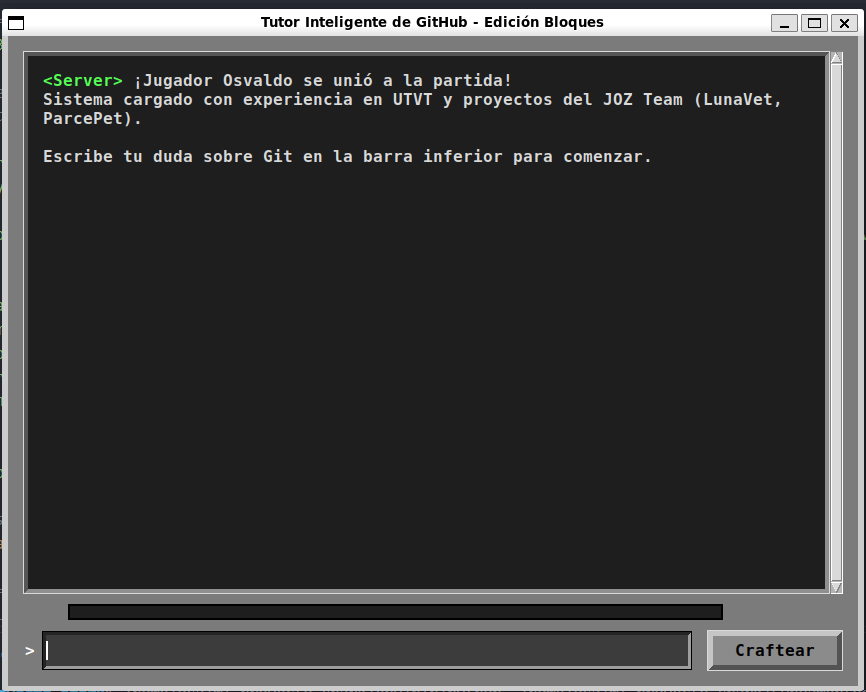 Tutor Inteligente de GitHub - Edición Bloques
<Server> ¡Jugador Osvaldo se unió a la partida!
Sistema cargado con experiencia en UTVT y proyectos del JOZ Team (LunaVet,
ParcePet).
Escribe tu duda sobre Git en la barra inferior para comenzar.
>
Craftear